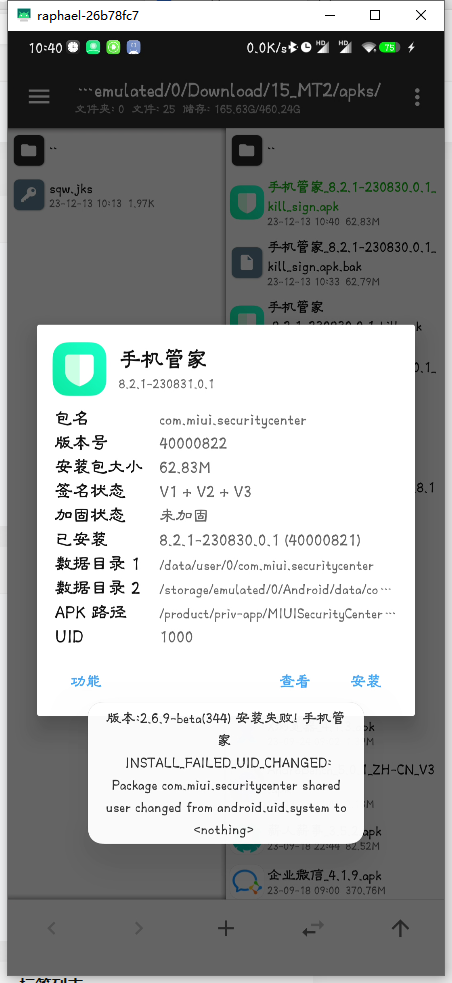 raphael-26b78fc7
10:40
0.0K/s
HD
HD
75
…emulated/0/Download/15_MT2/apks/
文件夹: 0 文件: 25 储存: 165.63G/460.24G
..
sqw.jks
23-12-13 10:13 1.97K
..
手机管家_8.2.1-230830.0.1_
kill_sign.apk
23-12-13 10:40 62.83M
手机管家_8.2.1-230830.0.1_
kill_sign.apk.bak
23-12-13 10:33 62.79M
手机管家
手机管家
8.2.1-230831.0.1
包名 com.miui.securitycenter
版本号 40000822
安装包大小 62.83M
签名状态 V1 + V2 + V3
加固状态 未加固
已安装 8.2.1-230830.0.1 (40000821)
数据目录 1 /data/user/0/com.miui.securitycenter
数据目录 2 /storage/emulated/0/Android/data/co…
APK 路径 /product/priv-app/MIUISecurityCenter…
UID 1000
功能 查看 安装
版本:2.6.9-beta(344) 安装失败! 手机管
家
INSTALL_FAILED_UID_CHANGED:
Package com.miui.securitycenter shared
user changed from android.uid.system to
<nothing>
_ZH-CN_V3
23-09-18 22:44 82.52M
企业微信_4.1.9.apk
23-09-18 09:00 370.76M